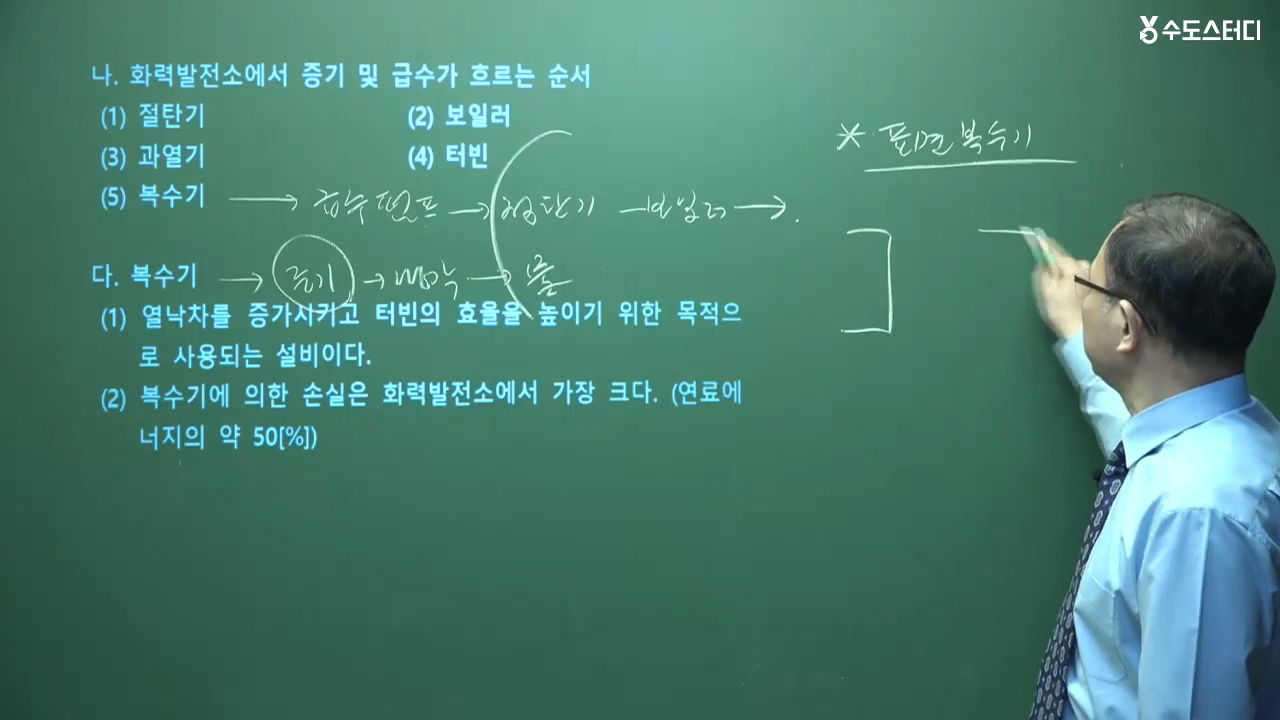 수도스터디
나. 화력발전소에서 증기 및 급수가 흐르는 순서
(1) 절탄기 (2) 보일러
(3) 과열기 (4) 터빈
(5) 복수기 → 급수펌프 → 절탄기 → 보일러 →
다. 복수기 → 증기 → 냉각 → 물
(1) 열낙차를 증가시키고 터빈의 효율을 높이기 위한 목적으
로 사용되는 설비이다.
(2) 복수기에 의한 손실은 화력발전소에서 가장 크다. (연료에
너지의 약 50[%])
* 표면복수기